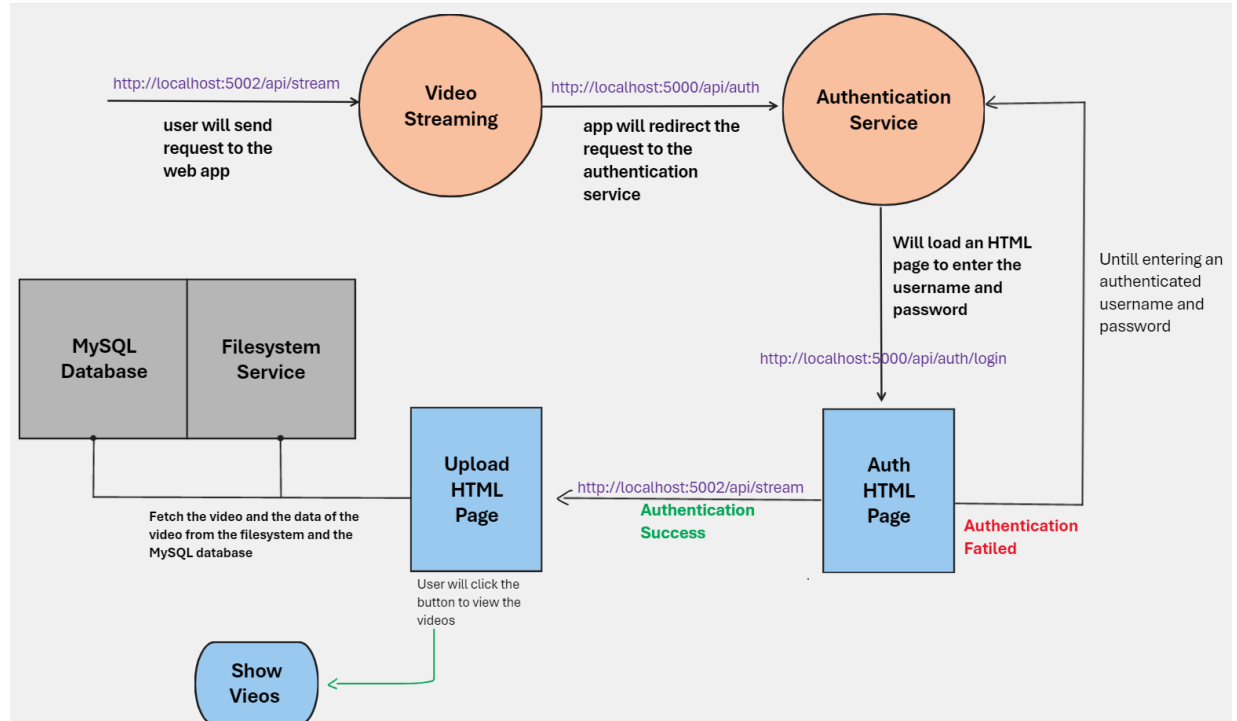 http://localhost:5002/api/stream
user will send
request to the
web app
Video
Streaming
http://localhost:5000/api/auth
app will redirect the
request to the
authentication
service
Authentication
Service
Will load an HTML
page to enter the
username and
password
Untill entering an
authenticated
username and
password
http://localhost:5000/api/auth/login
MySQL
Database
Filesystem
Service
Upload
HTML
Page
http://localhost:5002/api/stream
Authentication
Success
Auth
HTML
Page
Authentication
Fatiled
Fetch the video and the data of the
video from the filesystem and the
MySQL database
User will click the
button to view the
videos
Show
Vieos